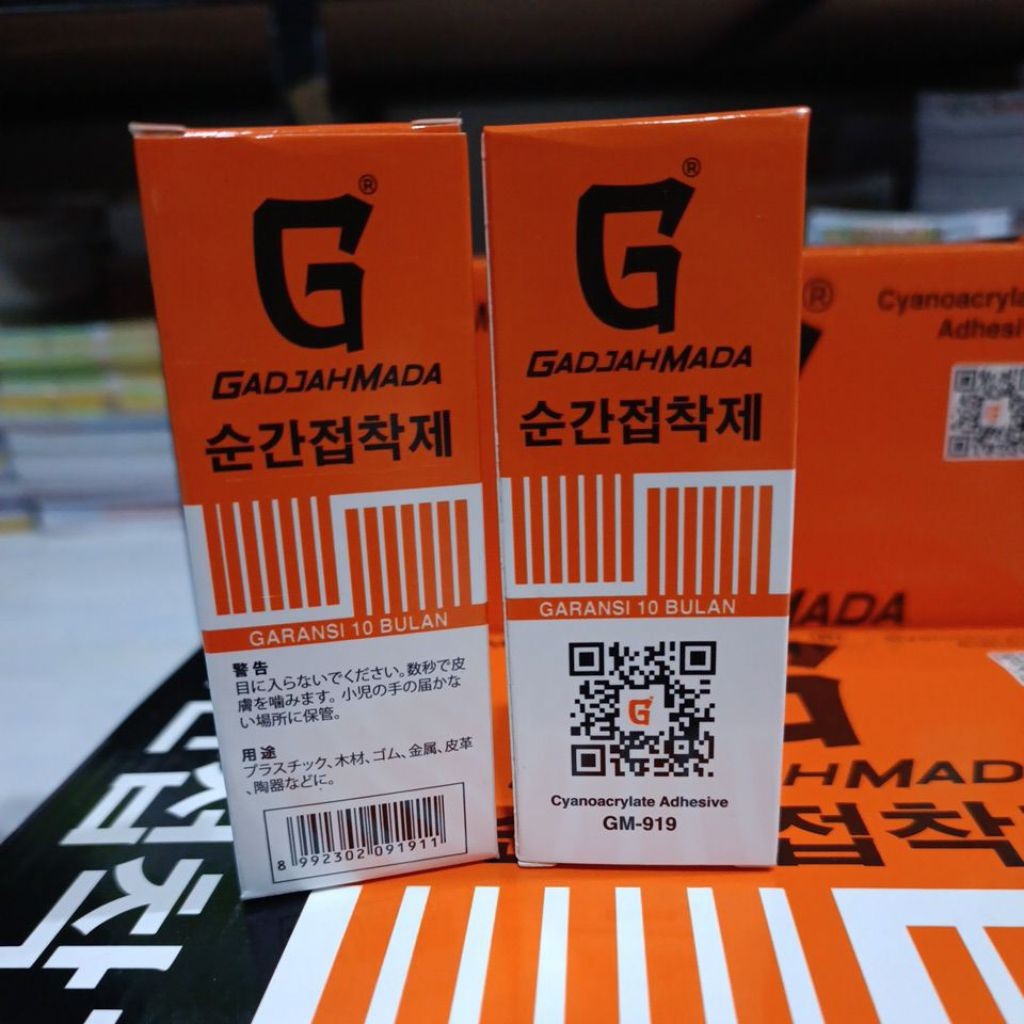 G®
GADJAHMADA
순간접착제
GARANSI 10 BULAN
警告
目に入らないでください。数秒で皮
膚を噛みます。小児の手の届かな
い場所に保管。
用途
プラスチック、木材、ゴム、金属、皮革
、陶器などに。
8 992302 091911
G®
GADJAHMADA
순간접착제
GARANSI 10 BULAN
G
Cyanoacrylate Adhesive
GM-919
®
Cyanoacryla
Adhesi
MADA
JAHMAD
접착
접착